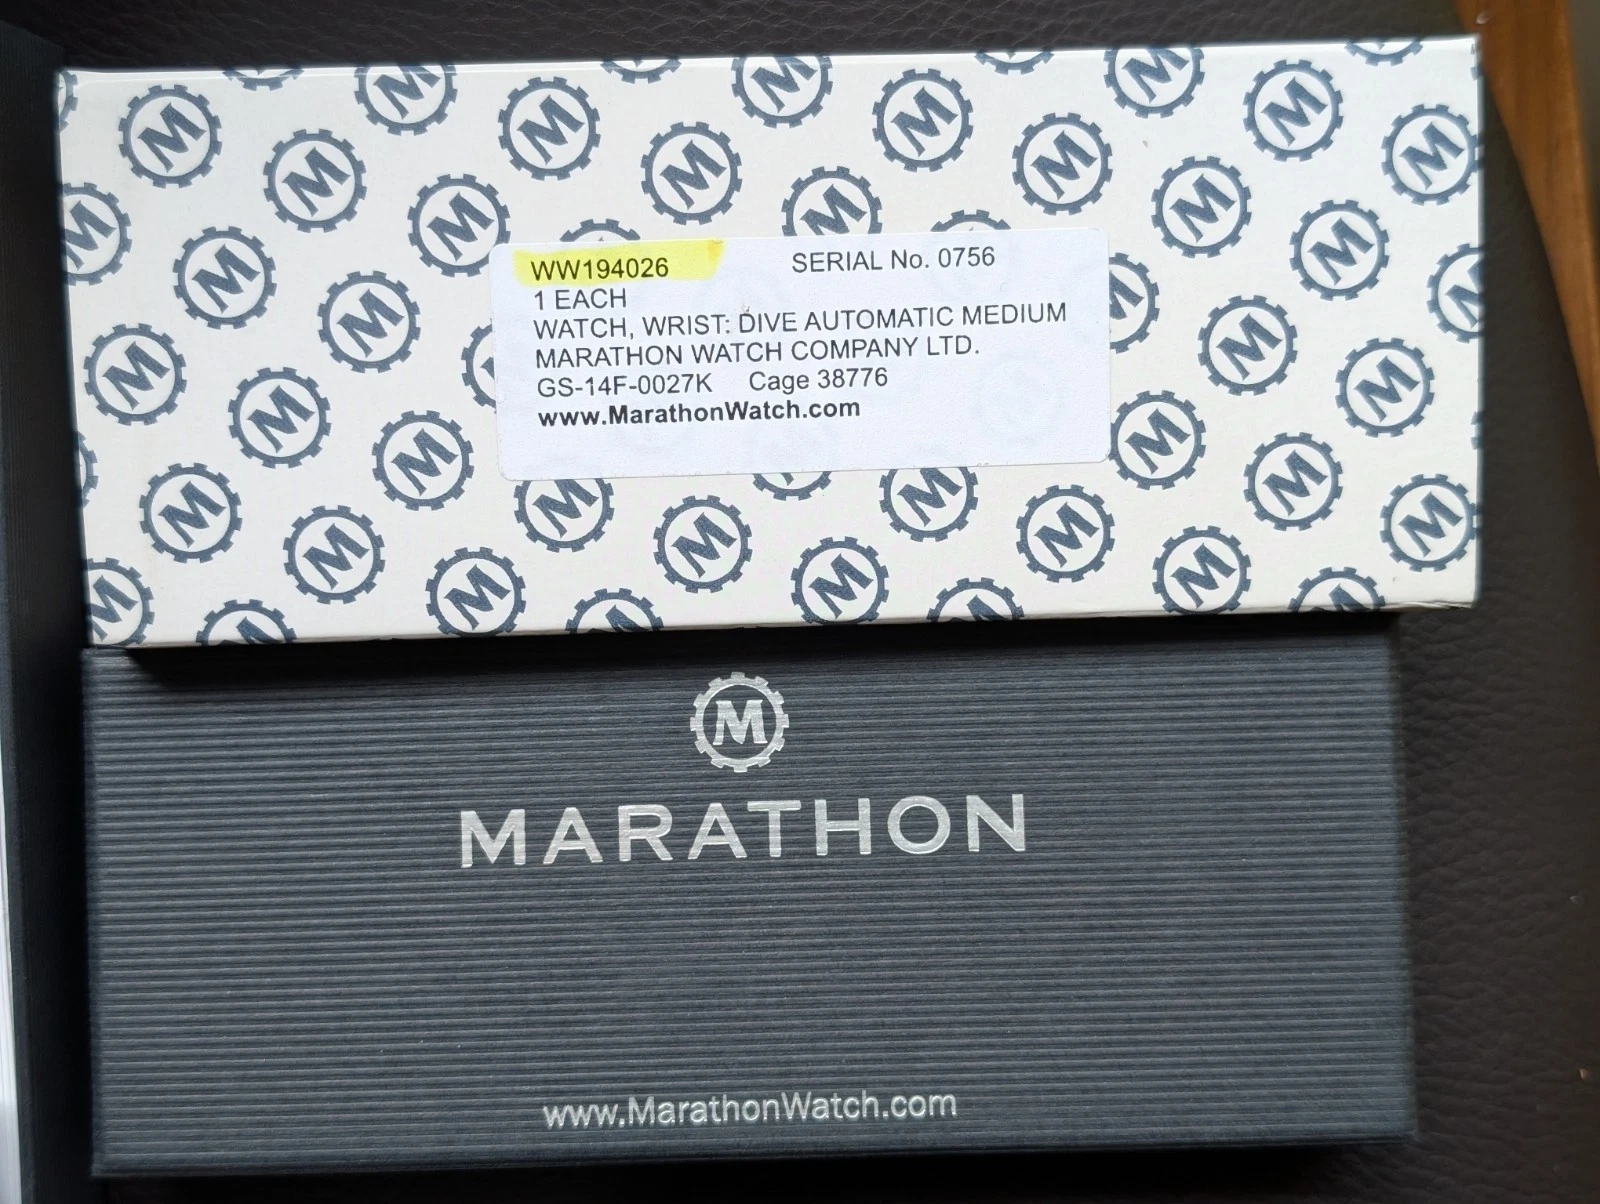 WW194026 SERIAL No. 0756
1 EACH
WATCH, WRIST: DIVE AUTOMATIC MEDIUM
MARATHON WATCH COMPANY LTD.
GS-14F-0027K Cage 38776
www.MarathonWatch.com
M
MARATHON
www.MarathonWatch.com